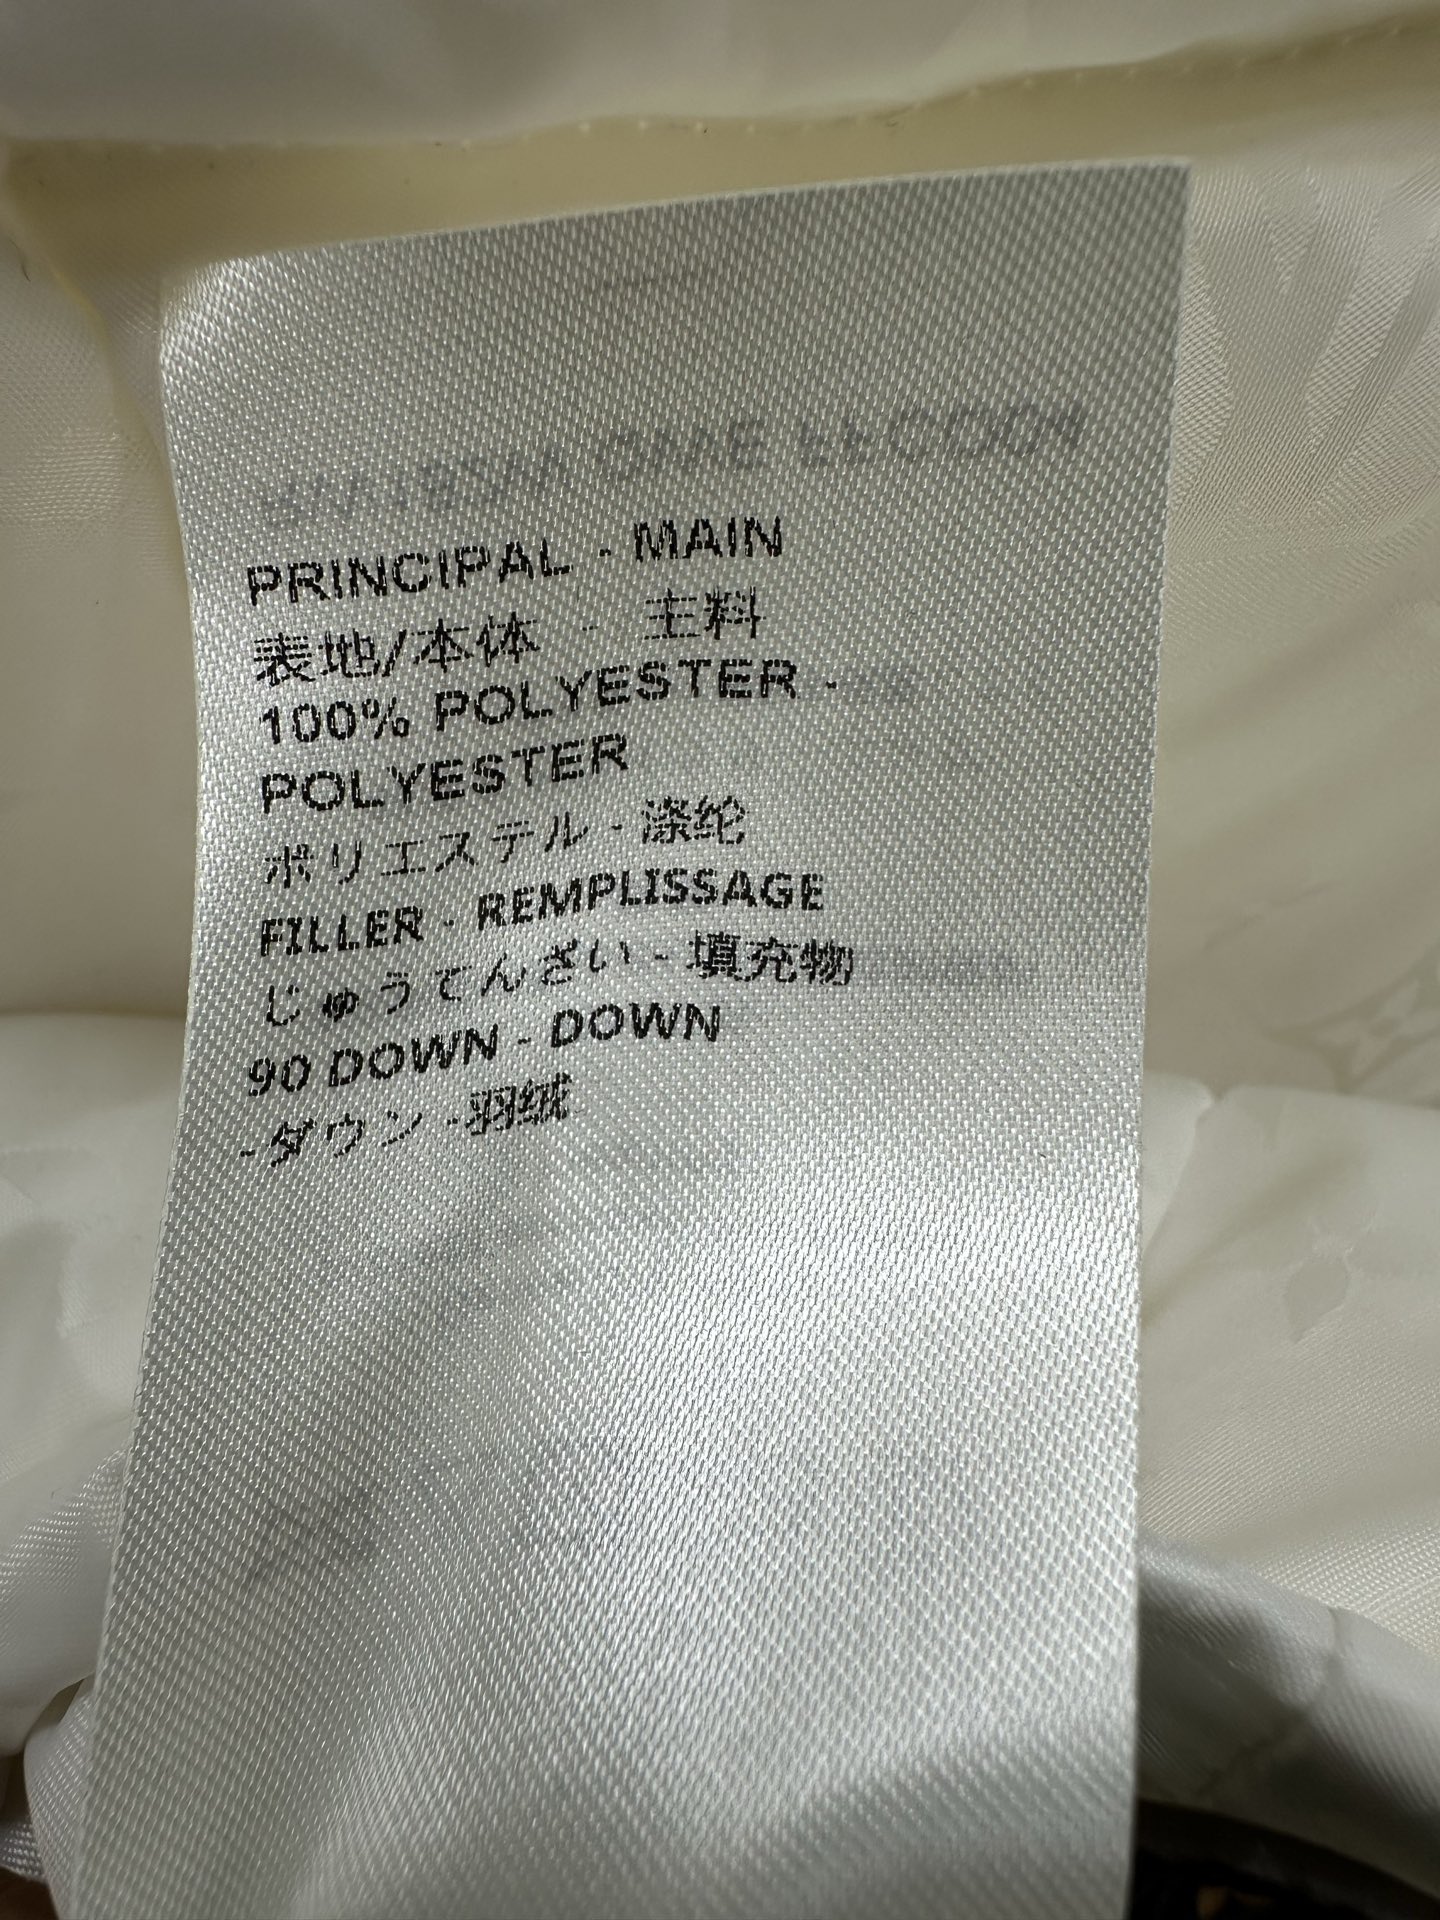 PRINCIPAL - MAIN
表地/本体 - 主料
100% POLYESTER -
POLYESTER
ポリエステル - 涤纶
FILLER - REMPLISSAGE
じゅうてんざい - 填充物
90 DOWN - DOWN
-ダウン -羽绒